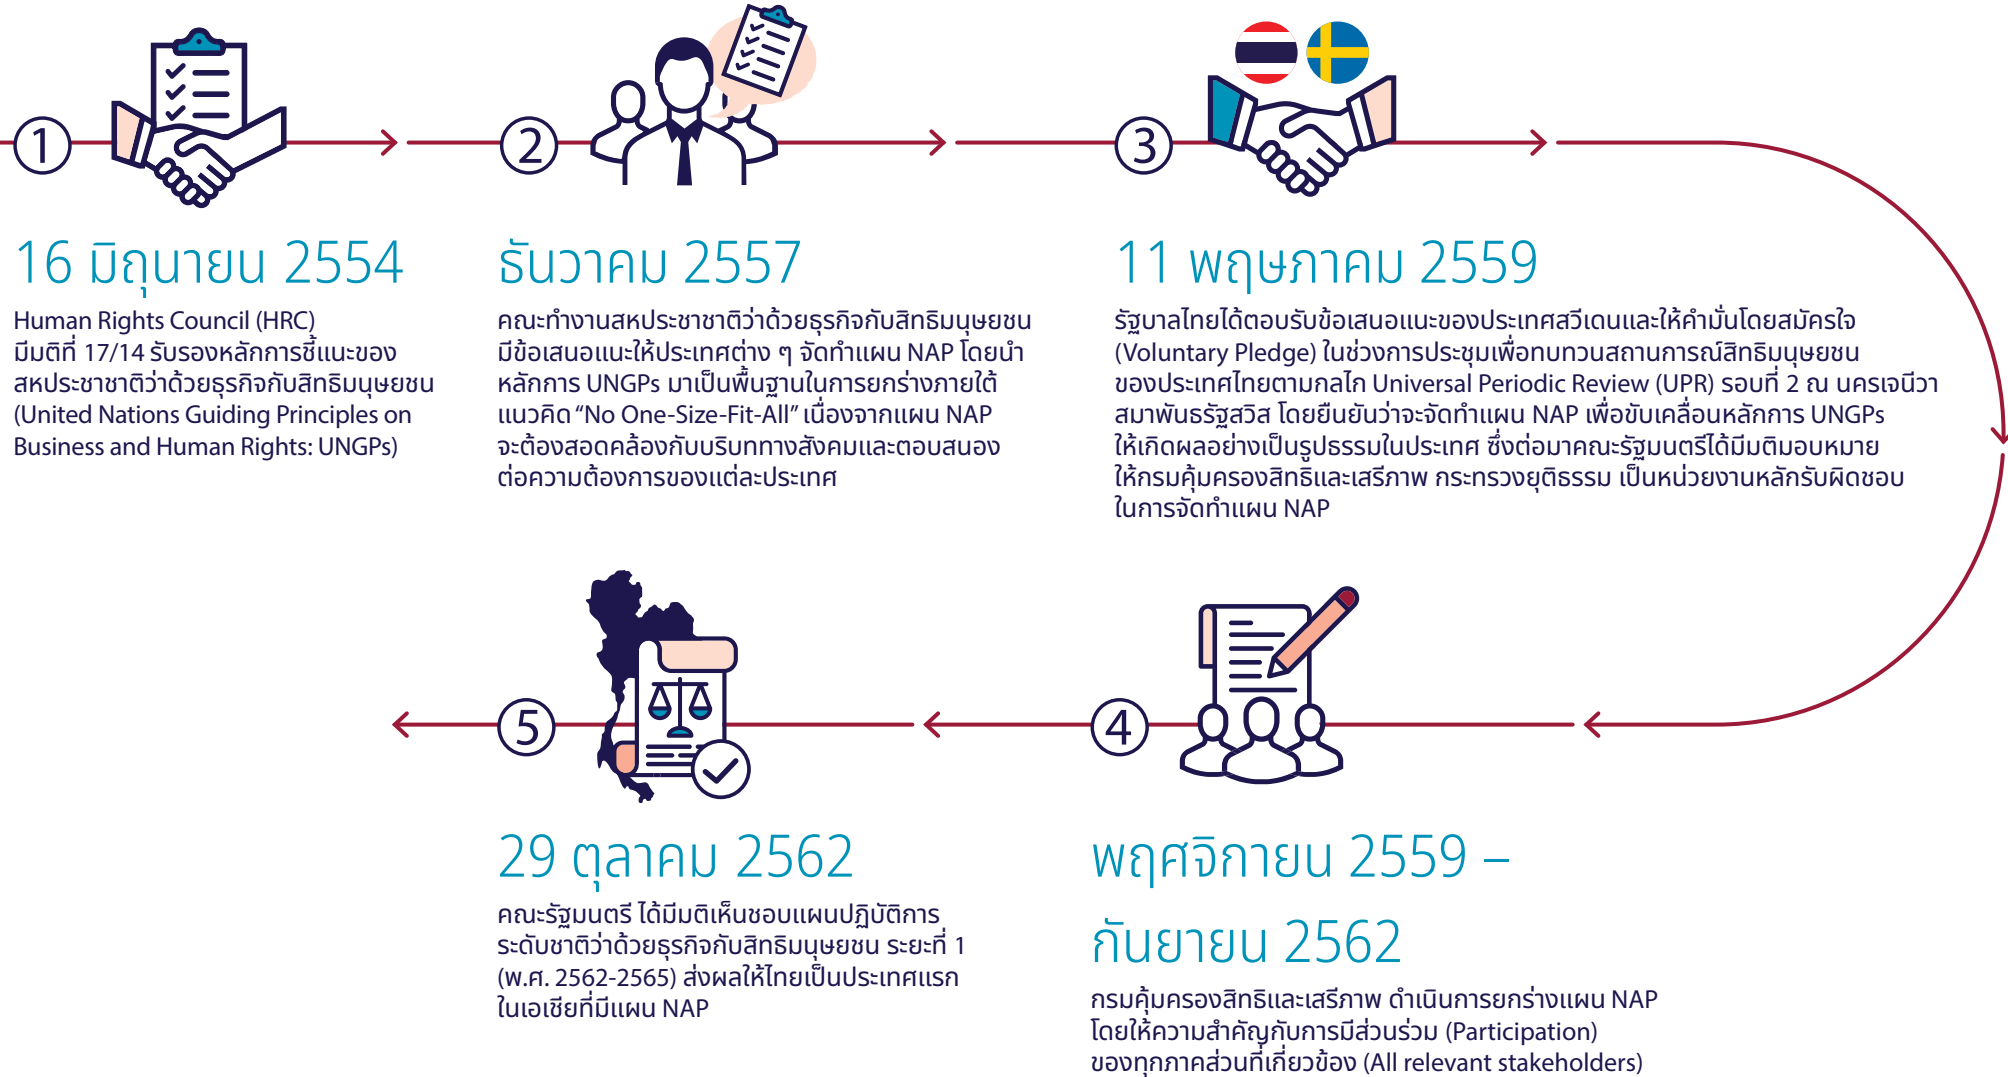 1
16 มิถุนายน 2554
Human Rights Council (HRC)
มีมติที่ 17/14 รับรองหลักการชี้แนะของ
สหประชาชาติว่าด้วยธุรกิจกับสิทธิมนุษยชน
(United Nations Guiding Principles on
Business and Human Rights: UNGPs)
2
ธันวาคม 2557
คณะทำงานสหประชาชาติว่าด้วยธุรกิจกับสิทธิมนุษยชน
มีข้อเสนอแนะให้ประเทศต่าง ๆ จัดทำแผน NAP โดยนำ
หลักการ UNGPs มาเป็นพื้นฐานในการยกร่างภายใต้
แนวคิด “No One-Size-Fit-All” เนื่องจากแผน NAP
จะต้องสอดคล้องกับบริบททางสังคมและตอบสนอง
ต่อความต้องการของแต่ละประเทศ
3
11 พฤษภาคม 2559
รัฐบาลไทยได้ตอบรับข้อเสนอแนะของประเทศสวีเดนและให้คำมั่นโดยสมัครใจ
(Voluntary Pledge) ในช่วงการประชุมเพื่อทบทวนสถานการณ์สิทธิมนุษยชน
ของประเทศไทยตามกลไก Universal Periodic Review (UPR) รอบที่ 2 ณ นครเจนีวา
สมาพันธรัฐสวิส โดยยืนยันว่าจะจัดทำแผน NAP เพื่อขับเคลื่อนหลักการ UNGPs
ให้เกิดผลอย่างเป็นรูปธรรมในประเทศ ซึ่งต่อมาคณะรัฐมนตรีได้มีมติมอบหมาย
ให้กรมคุ้มครองสิทธิและเสรีภาพ กระทรวงยุติธรรม เป็นหน่วยงานหลักรับผิดชอบ
ในการจัดทำแผน NAP
4
พฤศจิกายน 2559 –
กันยายน 2562
กรมคุ้มครองสิทธิและเสรีภาพ ดำเนินการยกร่างแผน NAP
โดยให้ความสำคัญกับการมีส่วนร่วม (Participation)
ของทุกภาคส่วนที่เกี่ยวข้อง (All relevant stakeholders)
5
29 ตุลาคม 2562
คณะรัฐมนตรี ได้มีมติเห็นชอบแผนปฏิบัติการ
ระดับชาติว่าด้วยธุรกิจกับสิทธิมนุษยชน ระยะที่ 1
(พ.ศ. 2562-2565) ส่งผลให้ไทยเป็นประเทศแรก
ในเอเชียที่มีแผน NAP